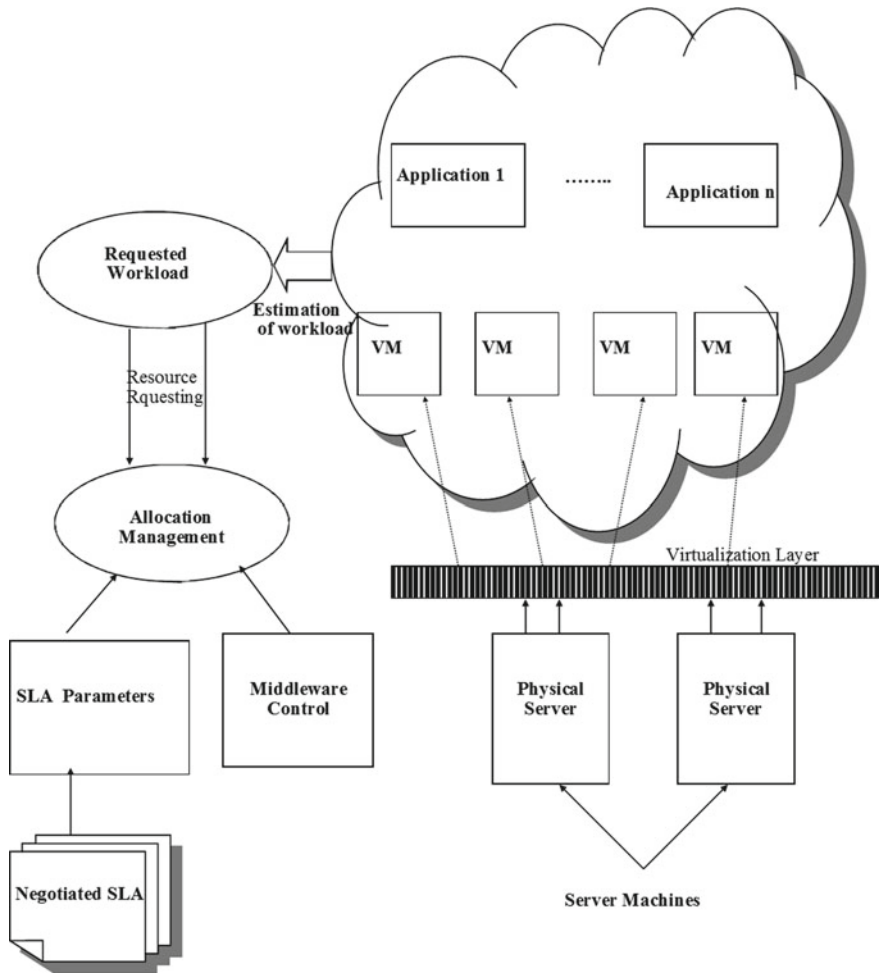 Application 1
........
Application n
Requested
Workload
Estimation
of workload
VM
VM
VM
VM
Resource
Rquesting
Allocation
Management
Virtualization Layer
SLA Parameters
Middleware
Control
Physical
Server
Physical
Server
Negotiated SLA
Server Machines